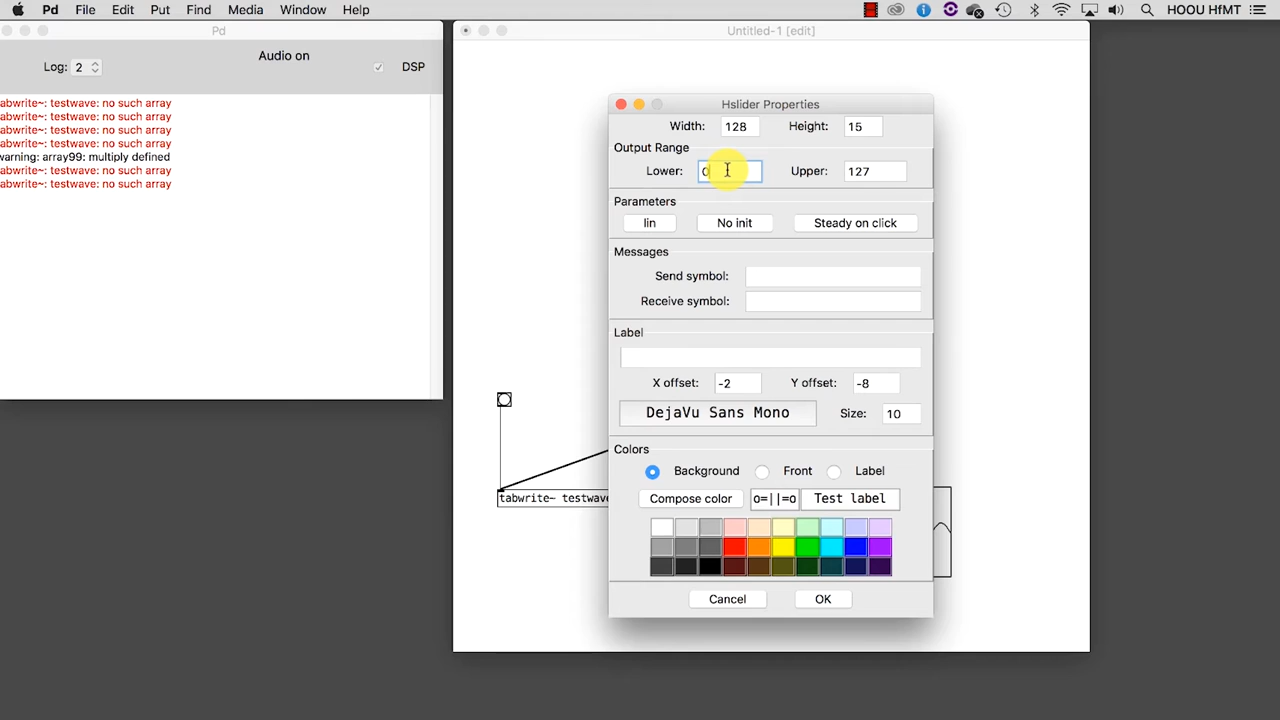 Pd File Edit Put Find Media Window Help HOOU HfMT
Pd
Untitled-1 [edit]
Audio on
Log: 2 DSP
abwrite~: testwave: no such array
abwrite~: testwave: no such array
abwrite~: testwave: no such array
abwrite~: testwave: no such array
warning: array99: multiply defined
abwrite~: testwave: no such array
abwrite~: testwave: no such array
tabwrite~ testwave
Hslider Properties
Width: 128 Height: 15
Output Range
Lower: 0 Upper: 127
Parameters
lin No init Steady on click
Messages
Send symbol:
Receive symbol:
Label
X offset: -2 Y offset: -8
DejaVu Sans Mono Size: 10
Colors
Background Front Label
Compose color o=||=o Test label
Cancel OK